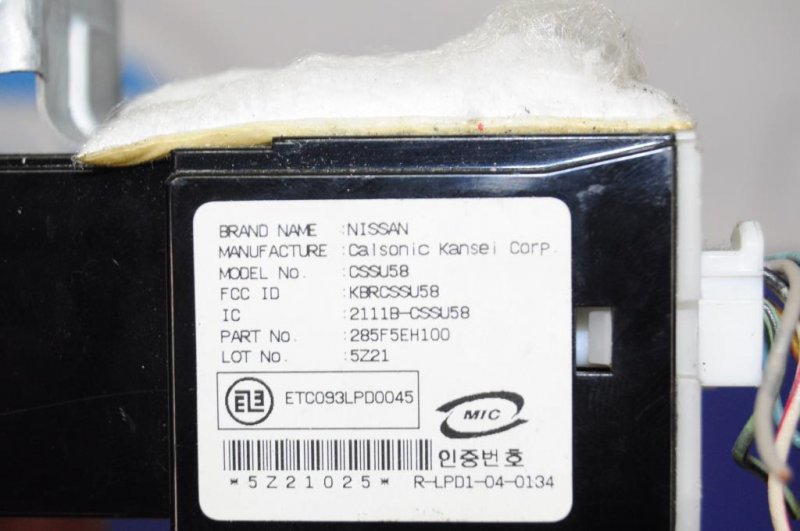 BRAND NAME :NISSAN
MANUFACTURE :Calsonic Kansei Corp.
MODEL No. :CSSU58
FCC ID :KBRCSSU58
IC :2111B-CSSU58
PART No. :285F5EH100
LOT No. :5Z21
ETC093LPD0045
MIC
인증번호
*5Z21025* R-LPD1-04-0134